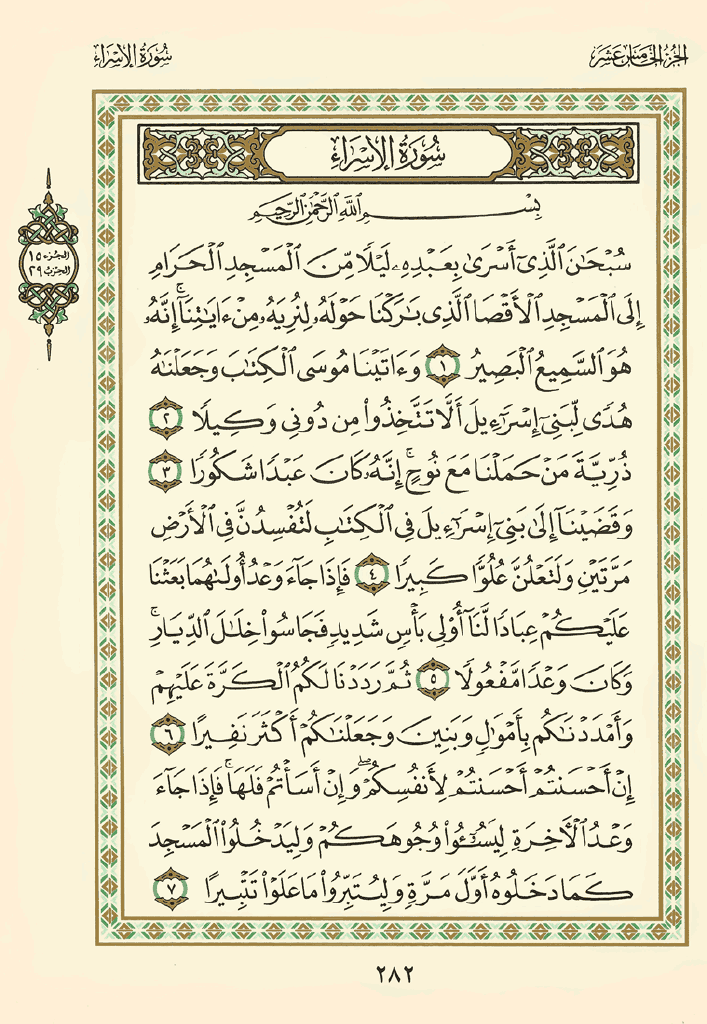 الجزء الخامس عشر
سُورَةُ الإِسْرَاءِ
سُورَةُ الإِسْرَاءِ
بِسْمِ ٱللَّهِ ٱلرَّحْمَٰنِ ٱلرَّحِيمِ
سُبْحَٰنَ ٱلَّذِىٓ أَسْرَىٰ بِعَبْدِهِۦ لَيْلًا مِّنَ ٱلْمَسْجِدِ ٱلْحَرَامِ
إِلَى ٱلْمَسْجِدِ ٱلْأَقْصَا ٱلَّذِى بَٰرَكْنَا حَوْلَهُۥ لِنُرِيَهُۥ مِنْ ءَايَٰتِنَآ ۚ إِنَّهُۥ
هُوَ ٱلسَّمِيعُ ٱلْبَصِيرُ ١ وَءَاتَيْنَا مُوسَى ٱلْكِتَٰبَ وَجَعَلْنَٰهُ
هُدًى لِّبَنِىٓ إِسْرَٰٓءِيلَ أَلَّا تَتَّخِذُوا۟ مِن دُونِى وَكِيلًا ٢
ذُرِّيَّةَ مَنْ حَمَلْنَا مَعَ نُوحٍ ۚ إِنَّهُۥ كَانَ عَبْدًا شَكُورًا ٣
وَقَضَيْنَآ إِلَىٰ بَنِىٓ إِسْرَٰٓءِيلَ فِى ٱلْكِتَٰبِ لَتُفْسِدُنَّ فِى ٱلْأَرْضِ
مَرَّتَيْنِ وَلَتَعْلُنَّ عُلُوًّا كَبِيرًا ٤ فَإِذَا جَآءَ وَعْدُ أُولَىٰهُمَا بَعَثْنَا
عَلَيْكُمْ عِبَادًا لَّنَآ أُو۟لِى بَأْسٍ شَدِيدٍ فَجَاسُوا۟ خِلَٰلَ ٱلدِّيَارِ ۚ
وَكَانَ وَعْدًا مَّفْعُولًا ٥ ثُمَّ رَدَدْنَا لَكُمُ ٱلْكَرَّةَ عَلَيْهِمْ
وَأَمْدَدْنَٰكُم بِأَمْوَٰلٍ وَبَنِينَ وَجَعَلْنَٰكُمْ أَكْثَرَ نَفِيرًا ٦
إِنْ أَحْسَنتُمْ أَحْسَنتُمْ لِأَنفُسِكُمْ ۖ وَإِنْ أَسَأْتُمْ فَلَهَا ۚ فَإِذَا جَآءَ
وَعْدُ ٱلْءَاخِرَةِ لِيَسُۥٓـُٔوا۟ وُجُوهَكُمْ وَلِيَدْخُلُوا۟ ٱلْمَسْجِدَ
كَمَا دَخَلُوهُ أَوَّلَ مَرَّةٍ وَلِيُتَبِّرُوا۟ مَا عَلَوْا۟ تَتْبِيرًا ٧
الجزء ١٥
الحزب ٢٩
٢٨٢